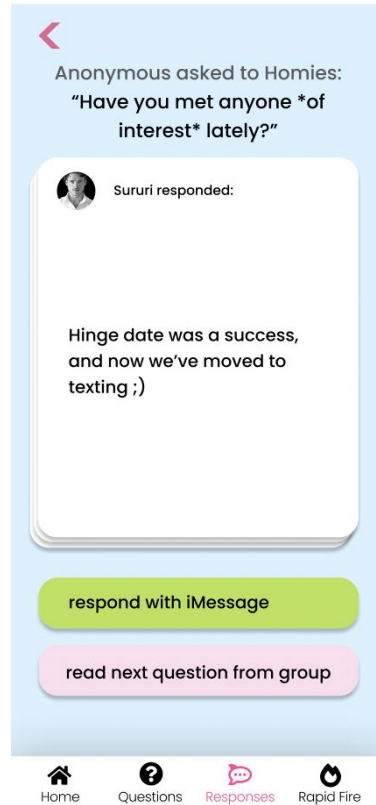 Anonymous asked to Homies:
“Have you met anyone *of
interest* lately?”
Sururi responded:
Hinge date was a success,
and now we’ve moved to
texting ;)
respond with iMessage
read next question from group
Home Questions Responses Rapid Fire